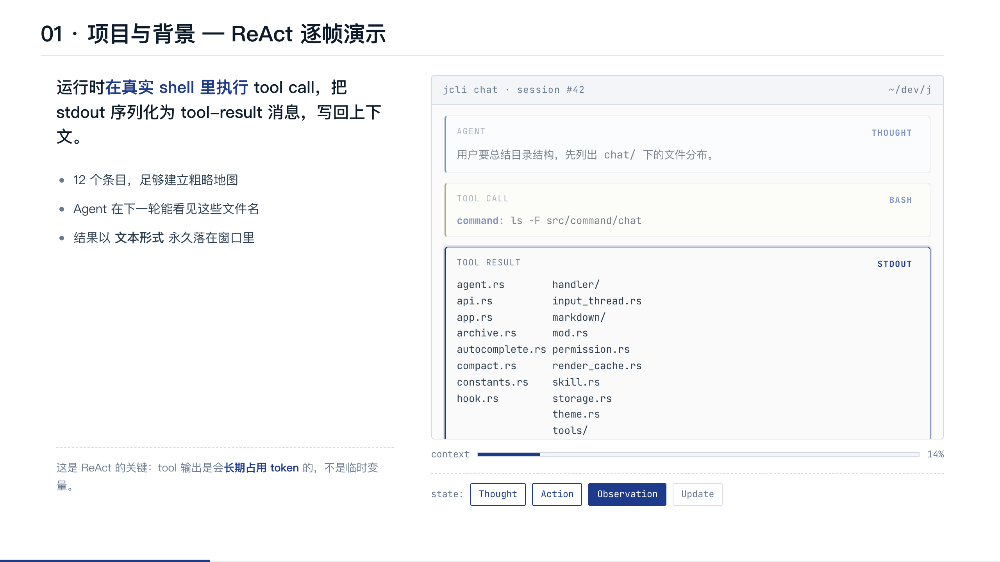 01 · 项目与背景 — ReAct 逐帧演示
运行时在真实 shell 里执行 tool call，把
stdout 序列化为 tool-result 消息，写回上下
文。
12 个条目，足够建立粗略地图
Agent 在下一轮能看见这些文件名
结果以 文本形式 永久落在窗口里
这是 ReAct 的关键：tool 输出是会长期占用 token 的，不是临时变
量。
jcli chat · session #42 ~/dev/j
AGENT THOUGHT
用户要总结目录结构，先列出 chat/ 下的文件分布。
TOOL CALL BASH
command: ls -F src/command/chat
TOOL RESULT STDOUT
agent.rs handler/
api.rs input_thread.rs
app.rs markdown/
archive.rs mod.rs
autocomplete.rs permission.rs
compact.rs render_cache.rs
constants.rs skill.rs
hook.rs storage.rs
theme.rs
tools/
context 14%
state: Thought Action Observation Update